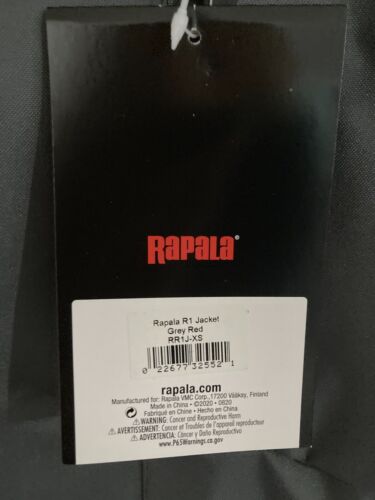 RAPALA®
Rapala R1 Jacket
Grey Red
RR1J-XS
0 22677 32552 1
rapala.com
Manufactured for: Rapala VMC Corp., 17200 Vääksy, Finland
Made in China • ©2020 • 0820
Fabriqué en Chine • Hecho en China
⚠ WARNING: Cancer and Reproductive Harm
⚠ AVERTISSEMENT: Cancer et Troubles de l'appareil reproducteur
⚠ ADVERTENCIA: Cáncer y Daño Reproductivo
www.P65Warnings.ca.gov